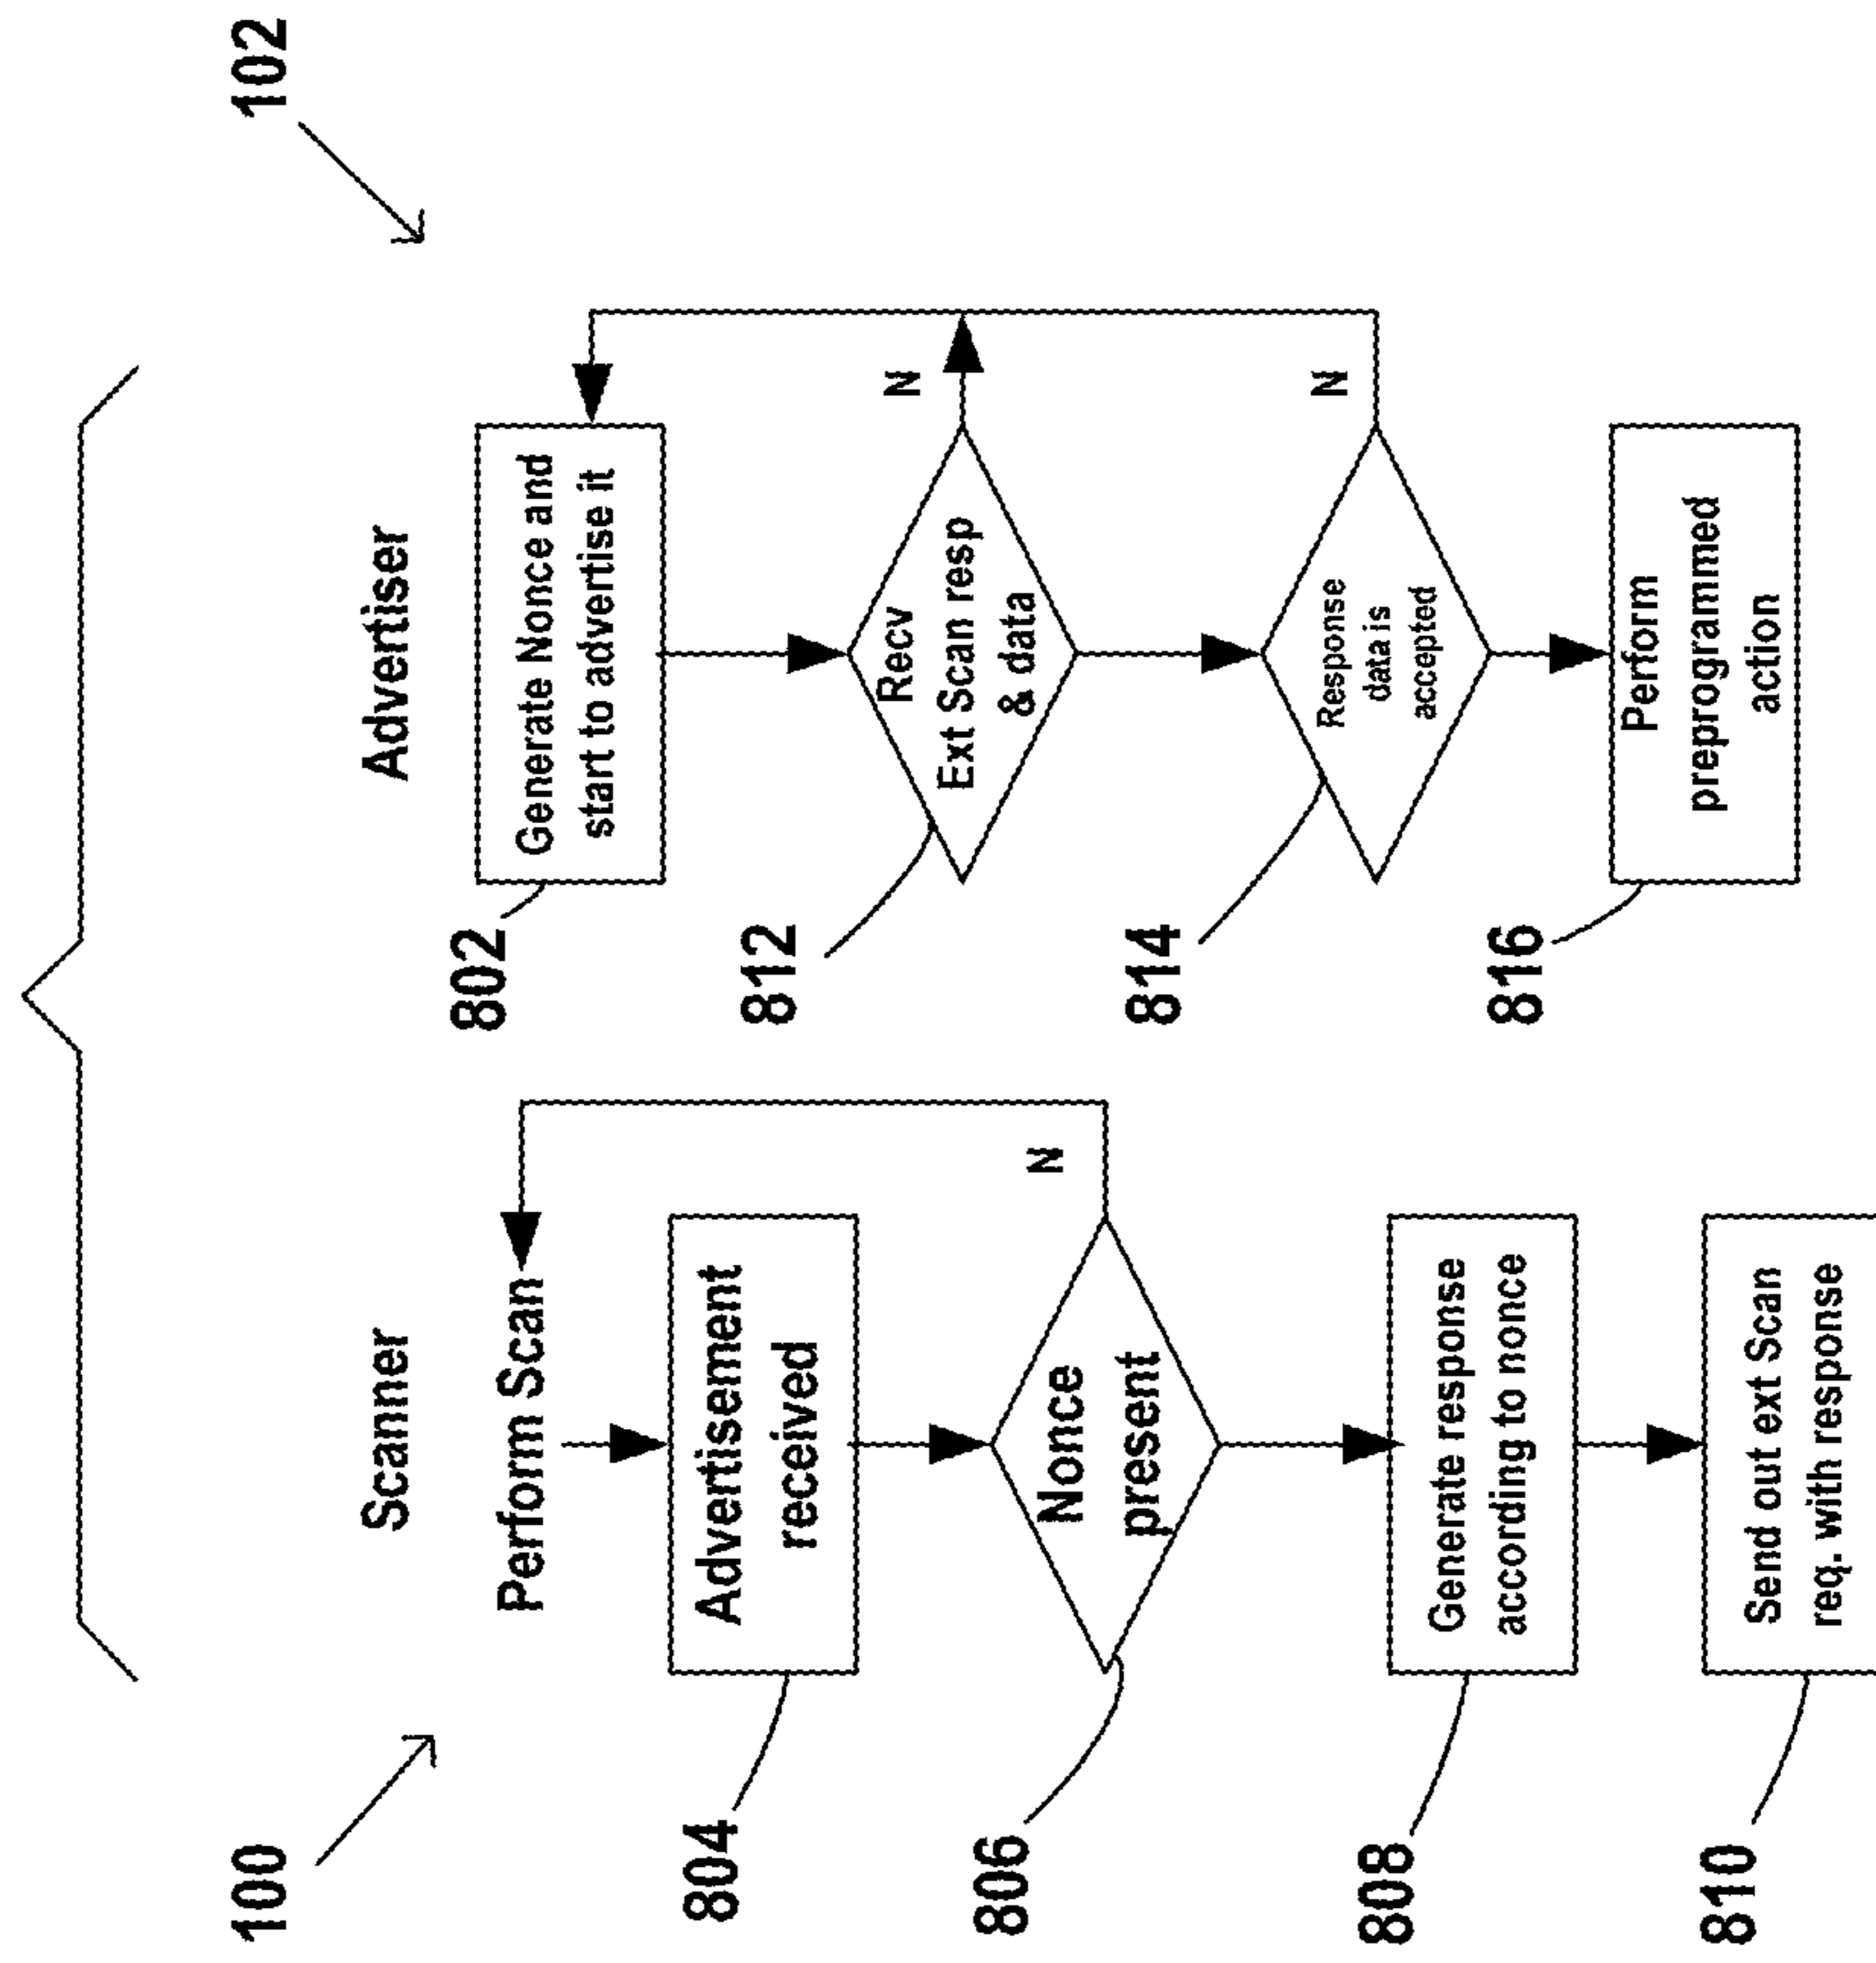 100
102
Scanner
Perform Scan
804
Advertisement
received
806
Nonce
present
N
808
Generate response
according to nonce
810
Send out ext Scan
req. with response
Advertiser
802
Generate Nonce and
start to advertise it
812
Recv
Ext Scan resp
& data
N
814
Response
data is
accepted
N
816
Perform
preprogrammed
action